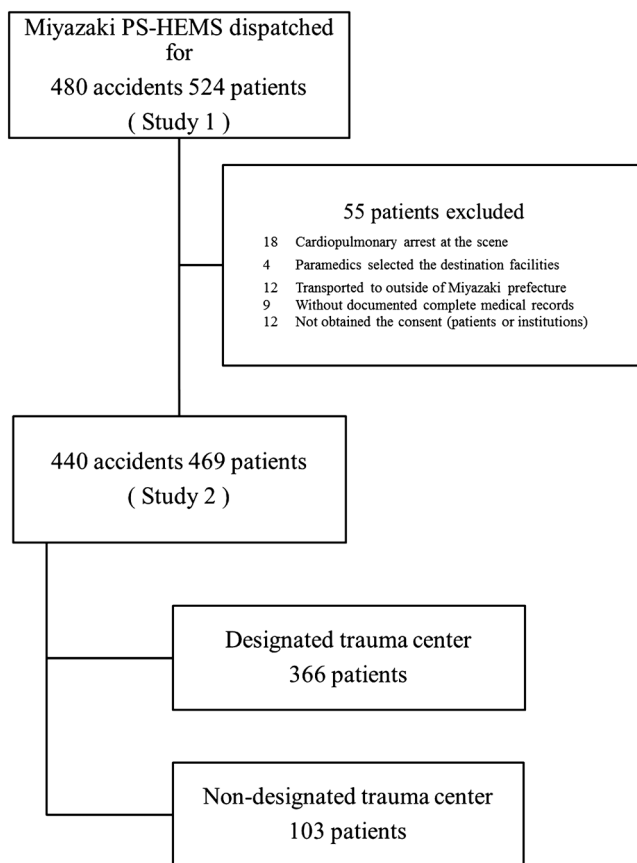 Miyazaki PS-HEMS dispatched
for
480 accidents 524 patients
( Study 1 )
55 patients excluded
18 Cardiopulmonary arrest at the scene
4 Paramedics selected the destination facilities
12 Transported to outside of Miyazaki prefecture
9 Without documented complete medical records
12 Not obtained the consent (patients or institutions)
440 accidents 469 patients
( Study 2 )
Designated trauma center
366 patients
Non-designated trauma center
103 patients